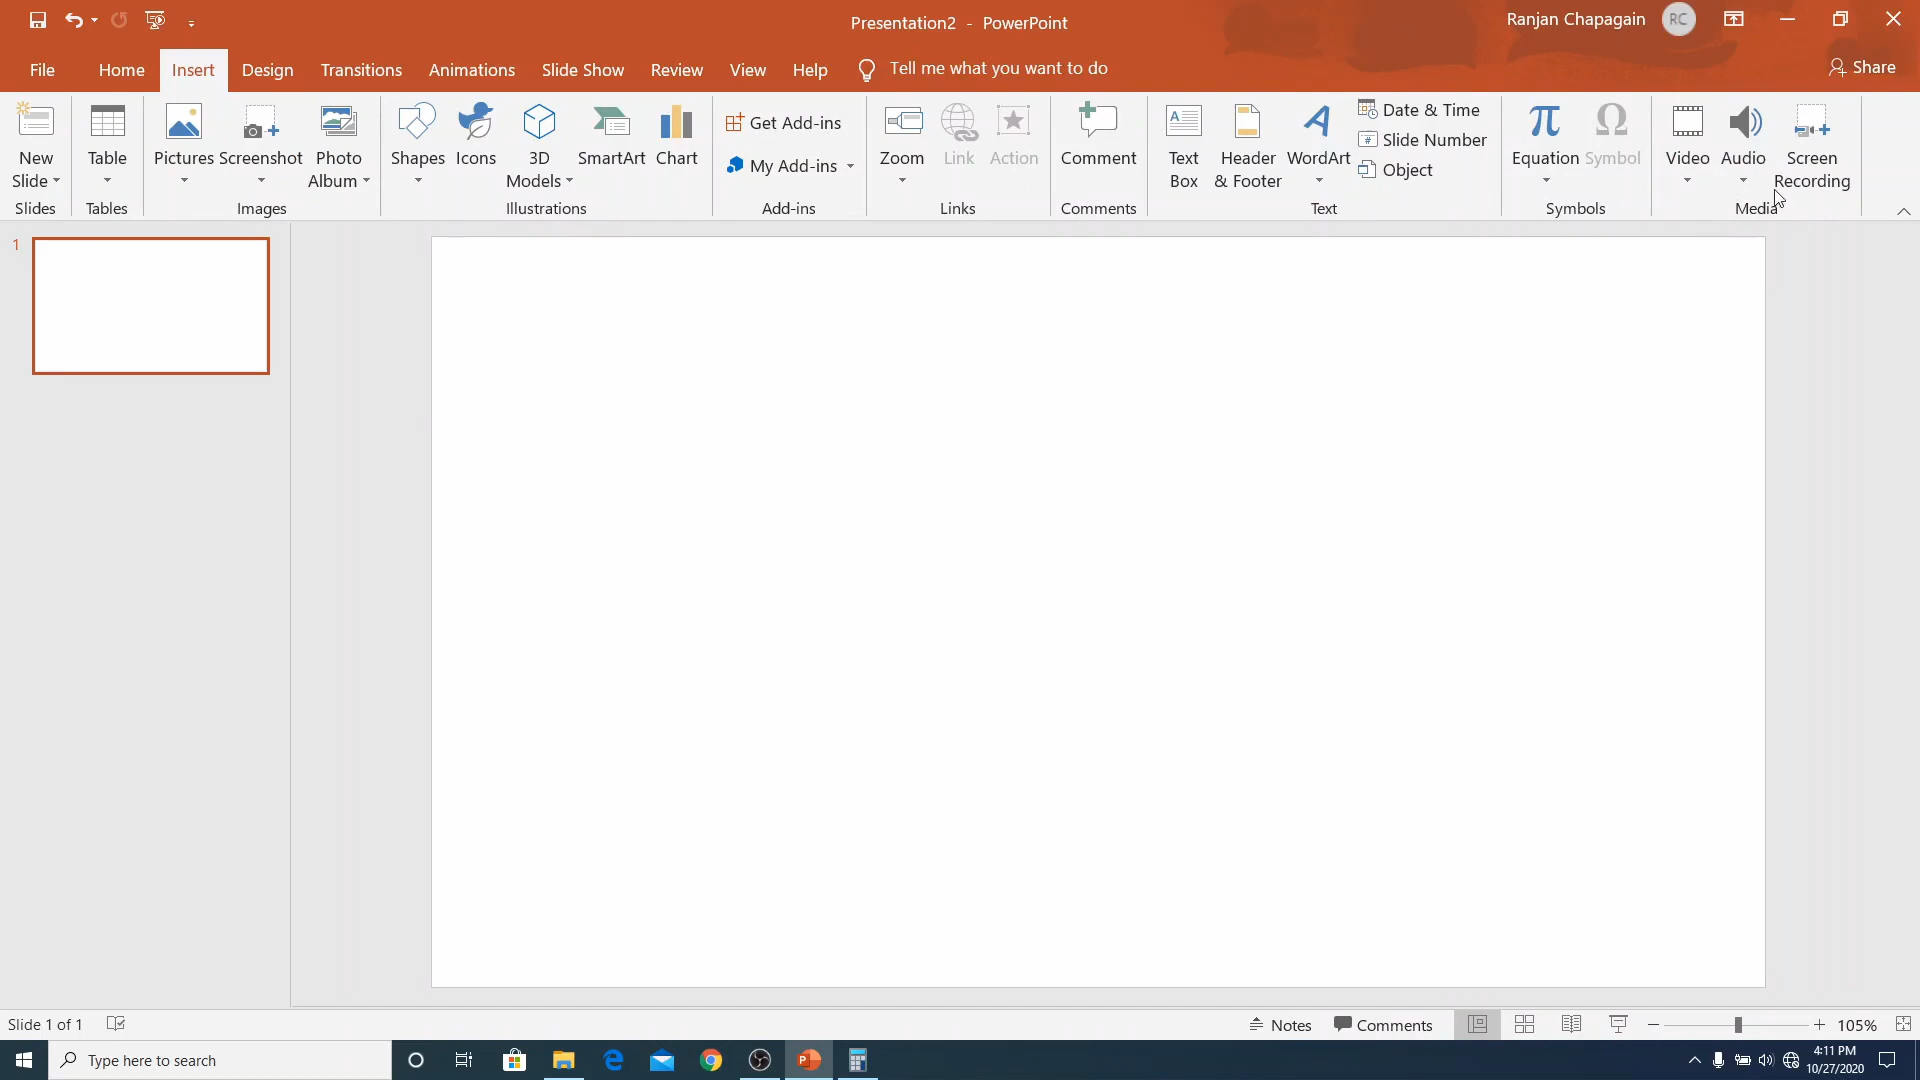 Presentation2 - PowerPoint
Ranjan Chapagain
RC
File Home Insert Design Transitions Animations Slide Show Review View Help Tell me what you want to do Share
New Slide
Slides
Table
Tables
Pictures
Screenshot
Photo Album
Images
Shapes
Icons
3D Models
SmartArt
Chart
Illustrations
Get Add-ins
My Add-ins
Add-ins
Zoom
Link
Action
Links
Comment
Comments
Text Box
Header & Footer
WordArt
Date & Time
Slide Number
Object
Text
Equation
Symbol
Symbols
Video
Audio
Screen Recording
Media
1
Slide 1 of 1
Notes
Comments
105%
Type here to search
4:11 PM
10/27/2020